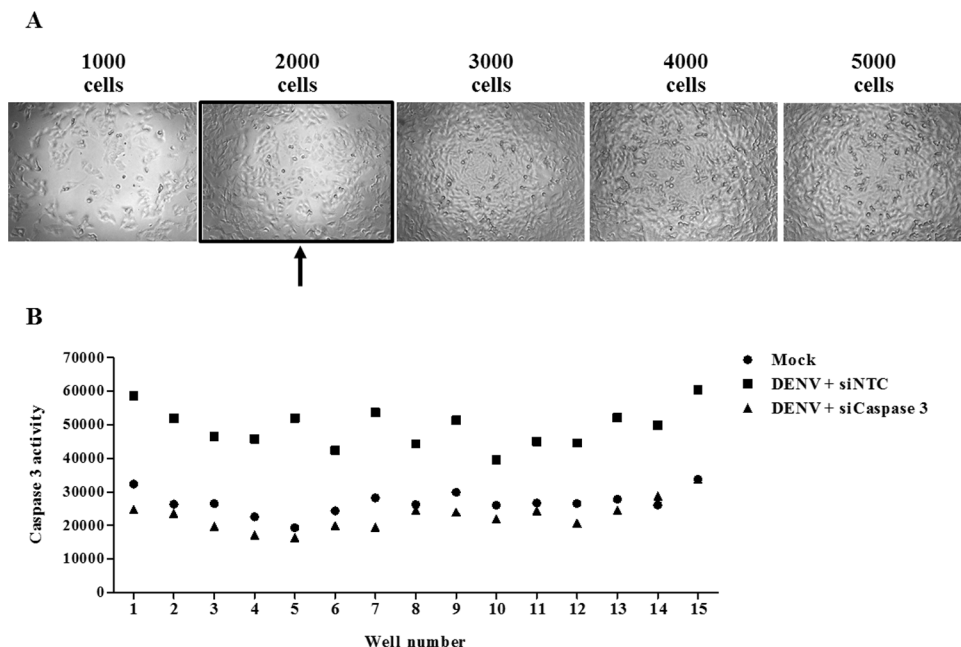 A
1000 cells
2000 cells
3000 cells
4000 cells
5000 cells
B
70000
60000
50000
40000
30000
20000
10000
0
Caspase 3 activity
1 2 3 4 5 6 7 8 9 10 11 12 13 14 15
Well number
Mock
DENV + siNTC
DENV + siCaspase 3